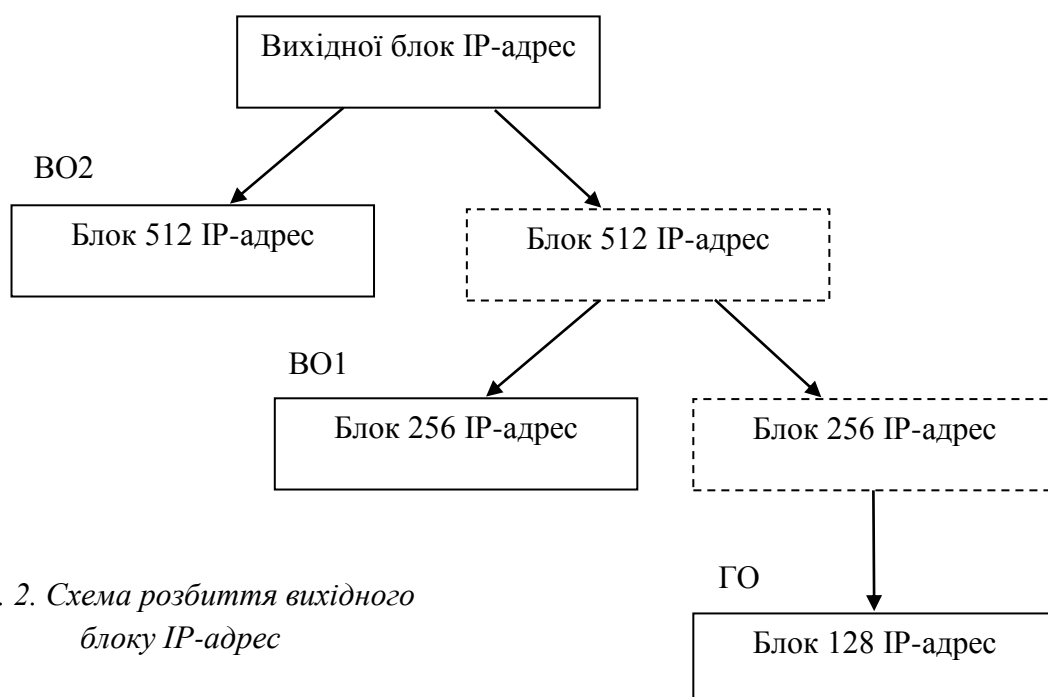 Вихідної блок IP-адрес
ВО2
Блок 512 IP-адрес
Блок 512 IP-адрес
ВО1
Блок 256 IP-адрес
Блок 256 IP-адрес
ГО
. 2. Схема розбиття вихідного
блоку IP-адрес
Блок 128 IP-адрес